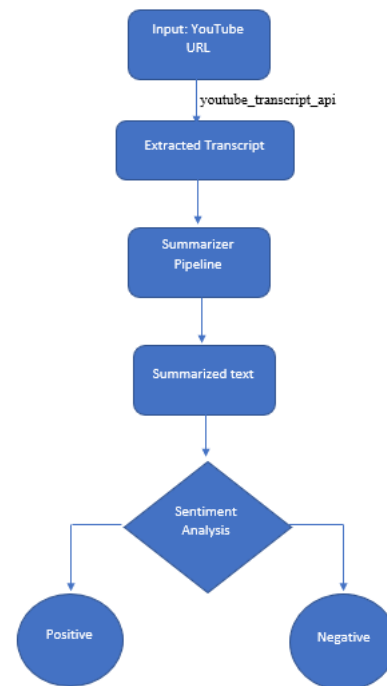 Input: YouTube
URL
youtube_transcript_api
Extracted Transcript
Summarizer
Pipeline
Summarized text
Sentiment
Analysis
Positive
Negative